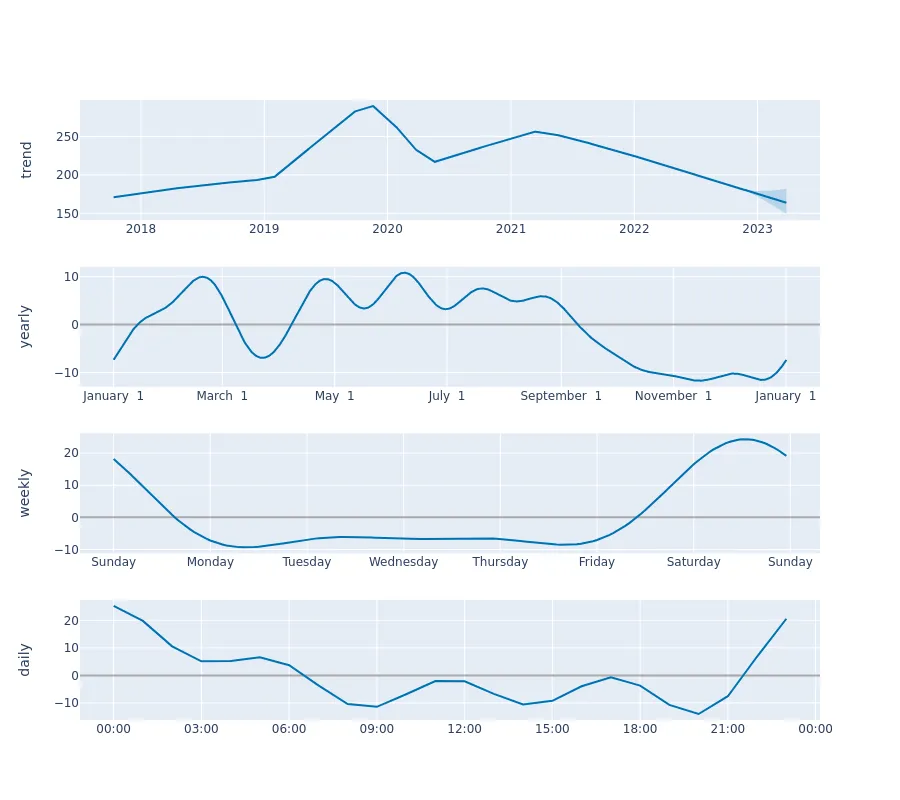 trend
250
200
150
2018 2019 2020 2021 2022 2023
yearly
10
0
−10
January 1 March 1 May 1 July 1 September 1 November 1 January 1
weekly
20
10
0
−10
Sunday Monday Tuesday Wednesday Thursday Friday Saturday Sunday
daily
20
10
0
−10
00:00 03:00 06:00 09:00 12:00 15:00 18:00 21:00 00:00